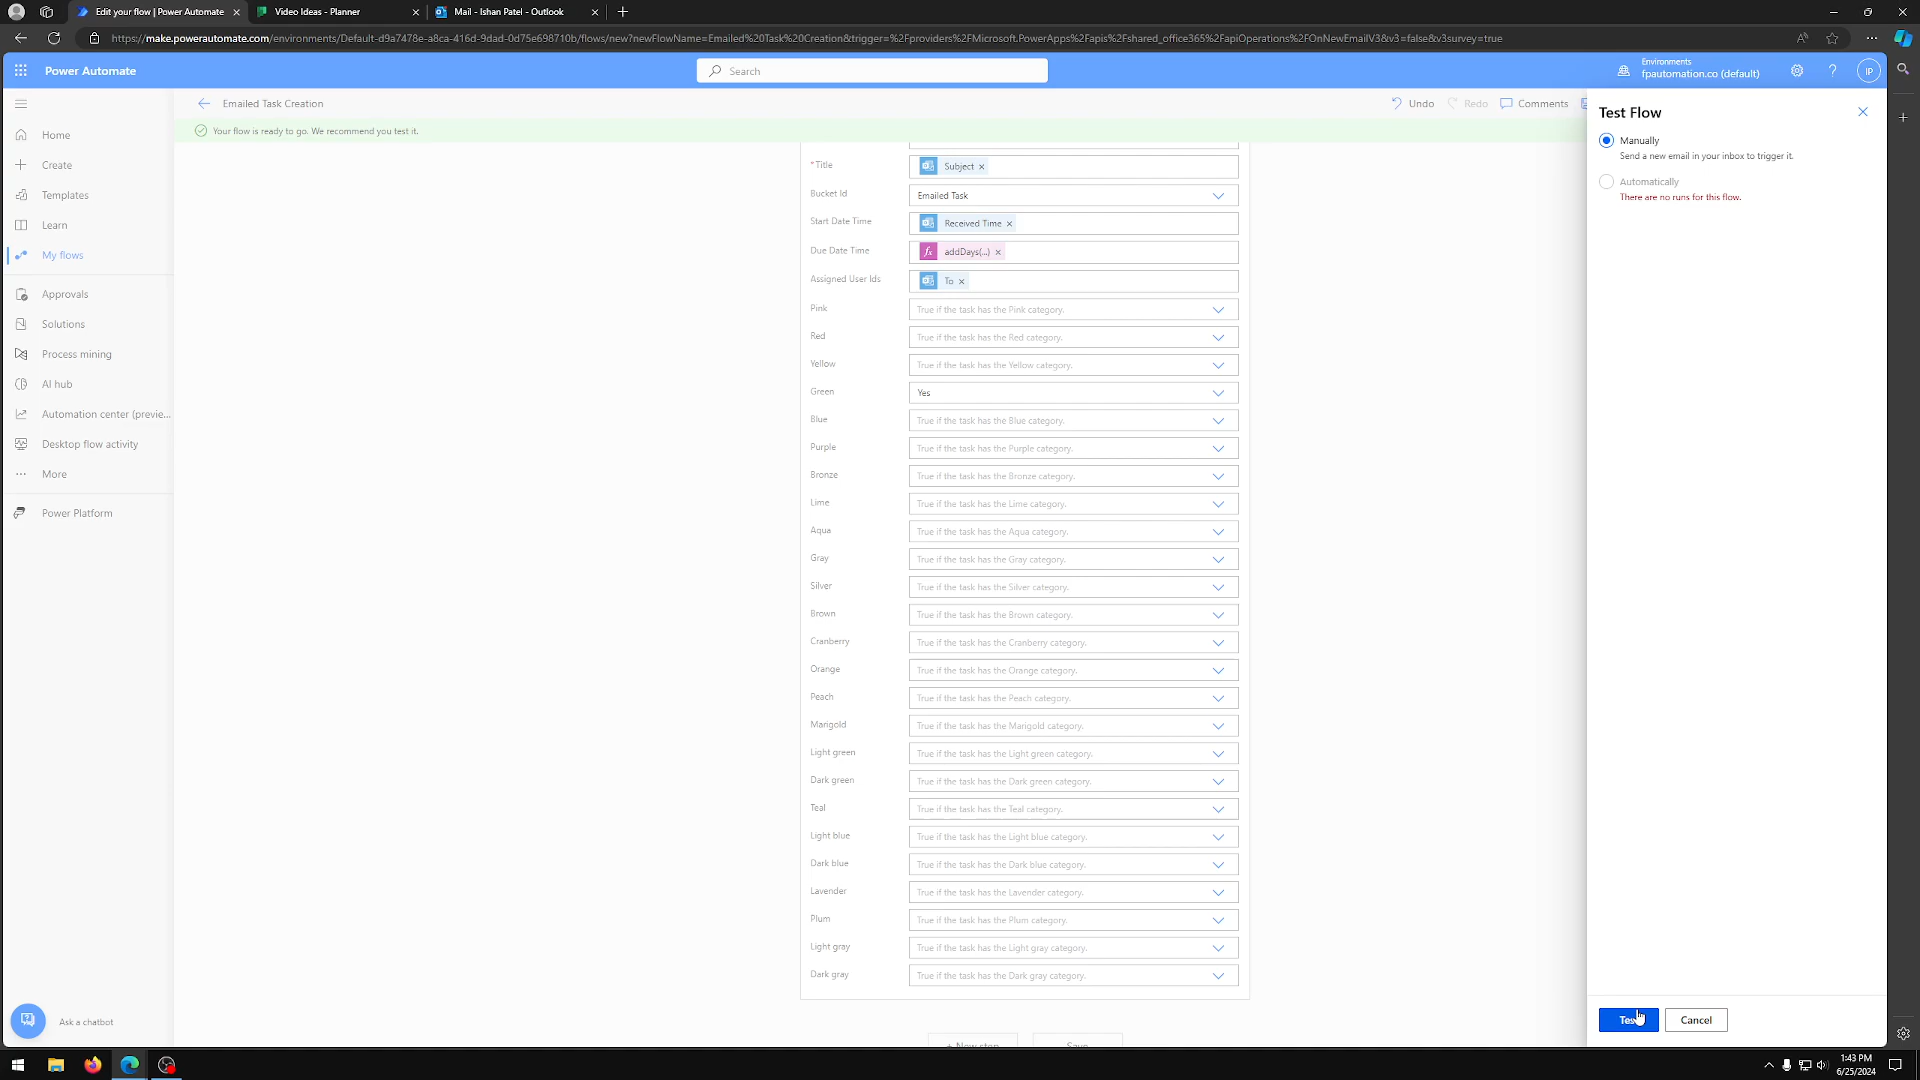 Edit your flow | Power Automate
Video Ideas - Planner
Mail - Ishan Patel - Outlook
https://make.powerautomate.com/environments/Default-d9a7478e-a8ca-416d-9dad-0d75e698710b/flows/new?newFlowName=Emailed%20Task%20Creation&trigger=%2Fproviders%2FMicrosoft.PowerApps%2Fapis%2Fshared_office365%2FapiOperations%2FOnNewEmailV3&v3=false&v3survey=true
Power Automate
Search
Environments
fpautomation.co (default)
IP
Emailed Task Creation
Undo
Redo
Comments
Your flow is ready to go. We recommend you test it.
Home
Create
Templates
Learn
My flows
Approvals
Solutions
Process mining
AI hub
Automation center (previe...
Desktop flow activity
More
Power Platform
Ask a chatbot
* Title Subject
Bucket Id Emailed Task
Start Date Time Received Time
Due Date Time fx addDays(...)
Assigned User Ids To
Pink True if the task has the Pink category.
Red True if the task has the Red category.
Yellow True if the task has the Yellow category.
Green Yes
Blue True if the task has the Blue category.
Purple True if the task has the Purple category.
Bronze True if the task has the Bronze category.
Lime True if the task has the Lime category.
Aqua True if the task has the Aqua category.
Gray True if the task has the Gray category.
Silver True if the task has the Silver category.
Brown True if the task has the Brown category.
Cranberry True if the task has the Cranberry category.
Orange True if the task has the Orange category.
Peach True if the task has the Peach category.
Marigold True if the task has the Marigold category.
Light green True if the task has the Light green category.
Dark green True if the task has the Dark green category.
Teal True if the task has the Teal category.
Light blue True if the task has the Light blue category.
Dark blue True if the task has the Dark blue category.
Lavender True if the task has the Lavender category.
Plum True if the task has the Plum category.
Light gray True if the task has the Light gray category.
Dark gray True if the task has the Dark gray category.
+ New step
Save
Test Flow
Manually
Send a new email in your inbox to trigger it.
Automatically
There are no runs for this flow.
Test
Cancel
1:43 PM
6/25/2024